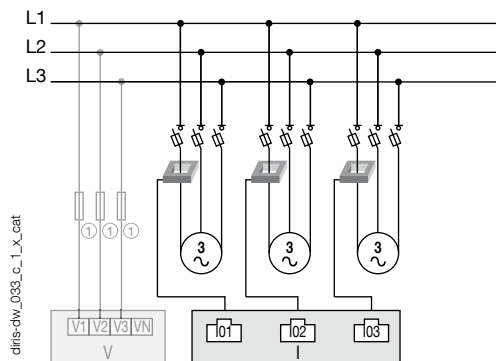 L1
L2
L3
① ① ①
3 3 3
~ ~ ~
V1 V2 V3 VN
V
I01 I02 I03
I
diris-dw_033_c_1_x_cat